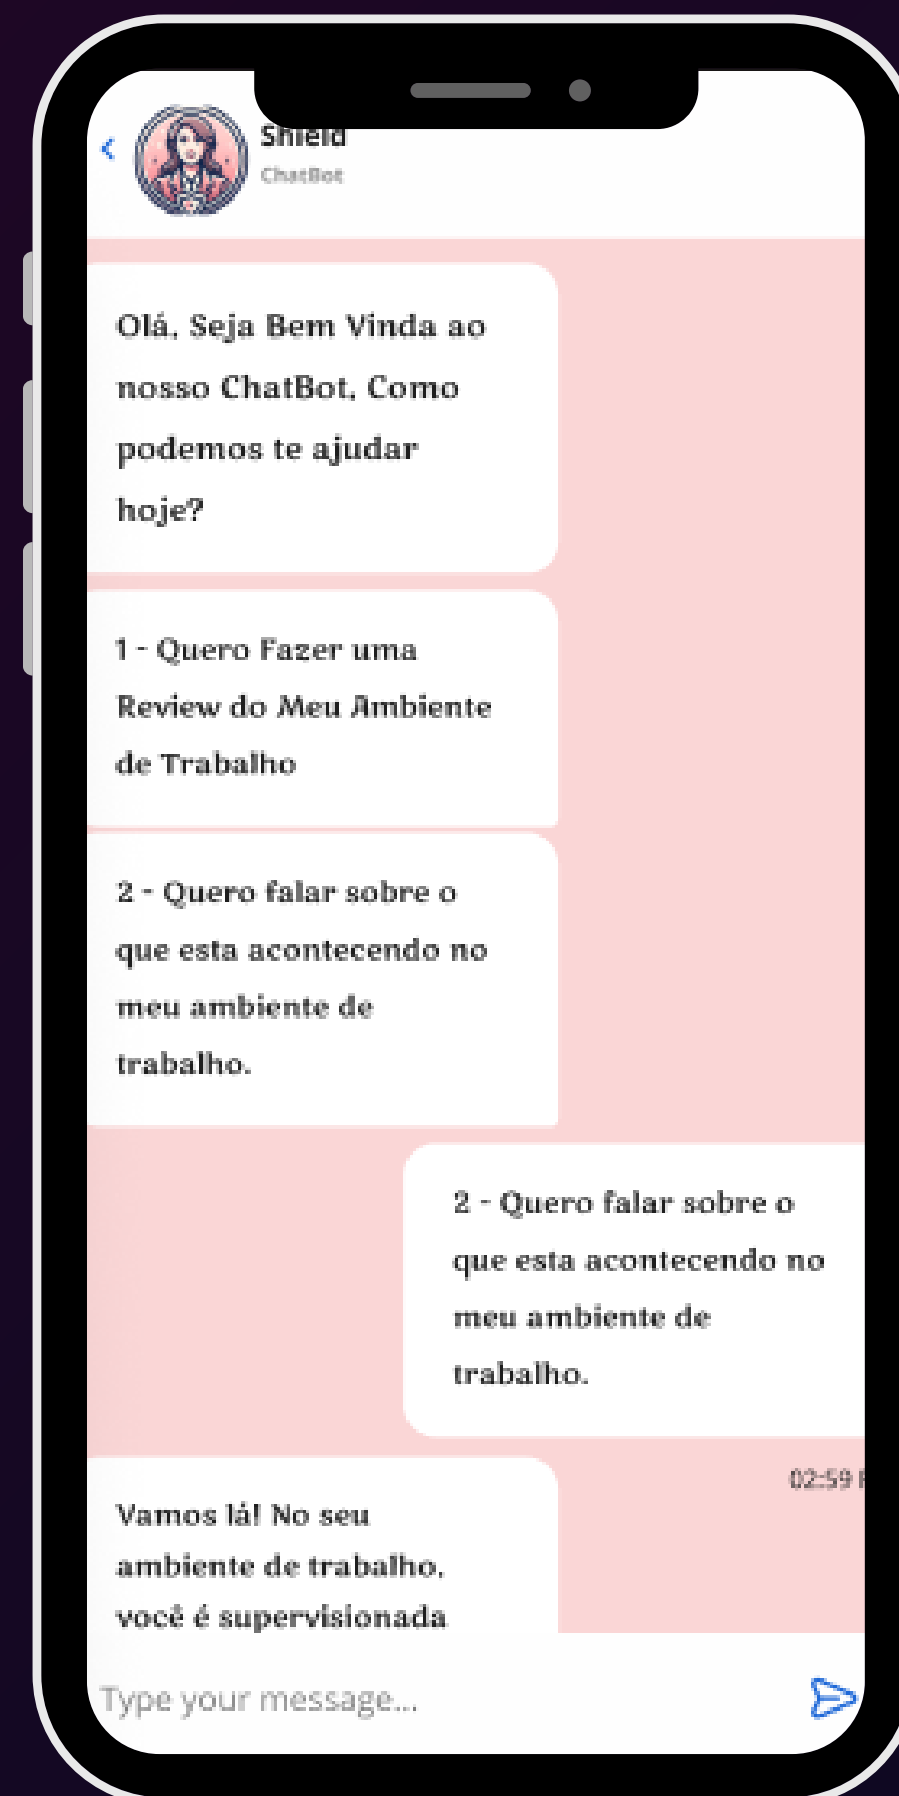 Shield
ChatBot
Olá, Seja Bem Vinda ao
nosso ChatBot, Como
podemos te ajudar
hoje?
1 - Quero Fazer uma
Review do Meu Ambiente
de Trabalho
2 - Quero falar sobre o
que esta acontecendo no
meu ambiente de
trabalho.
2 - Quero falar sobre o
que esta acontecendo no
meu ambiente de
trabalho.
02:59
Vamos lá! No seu
ambiente de trabalho,
você é supervisionada
Type your message...